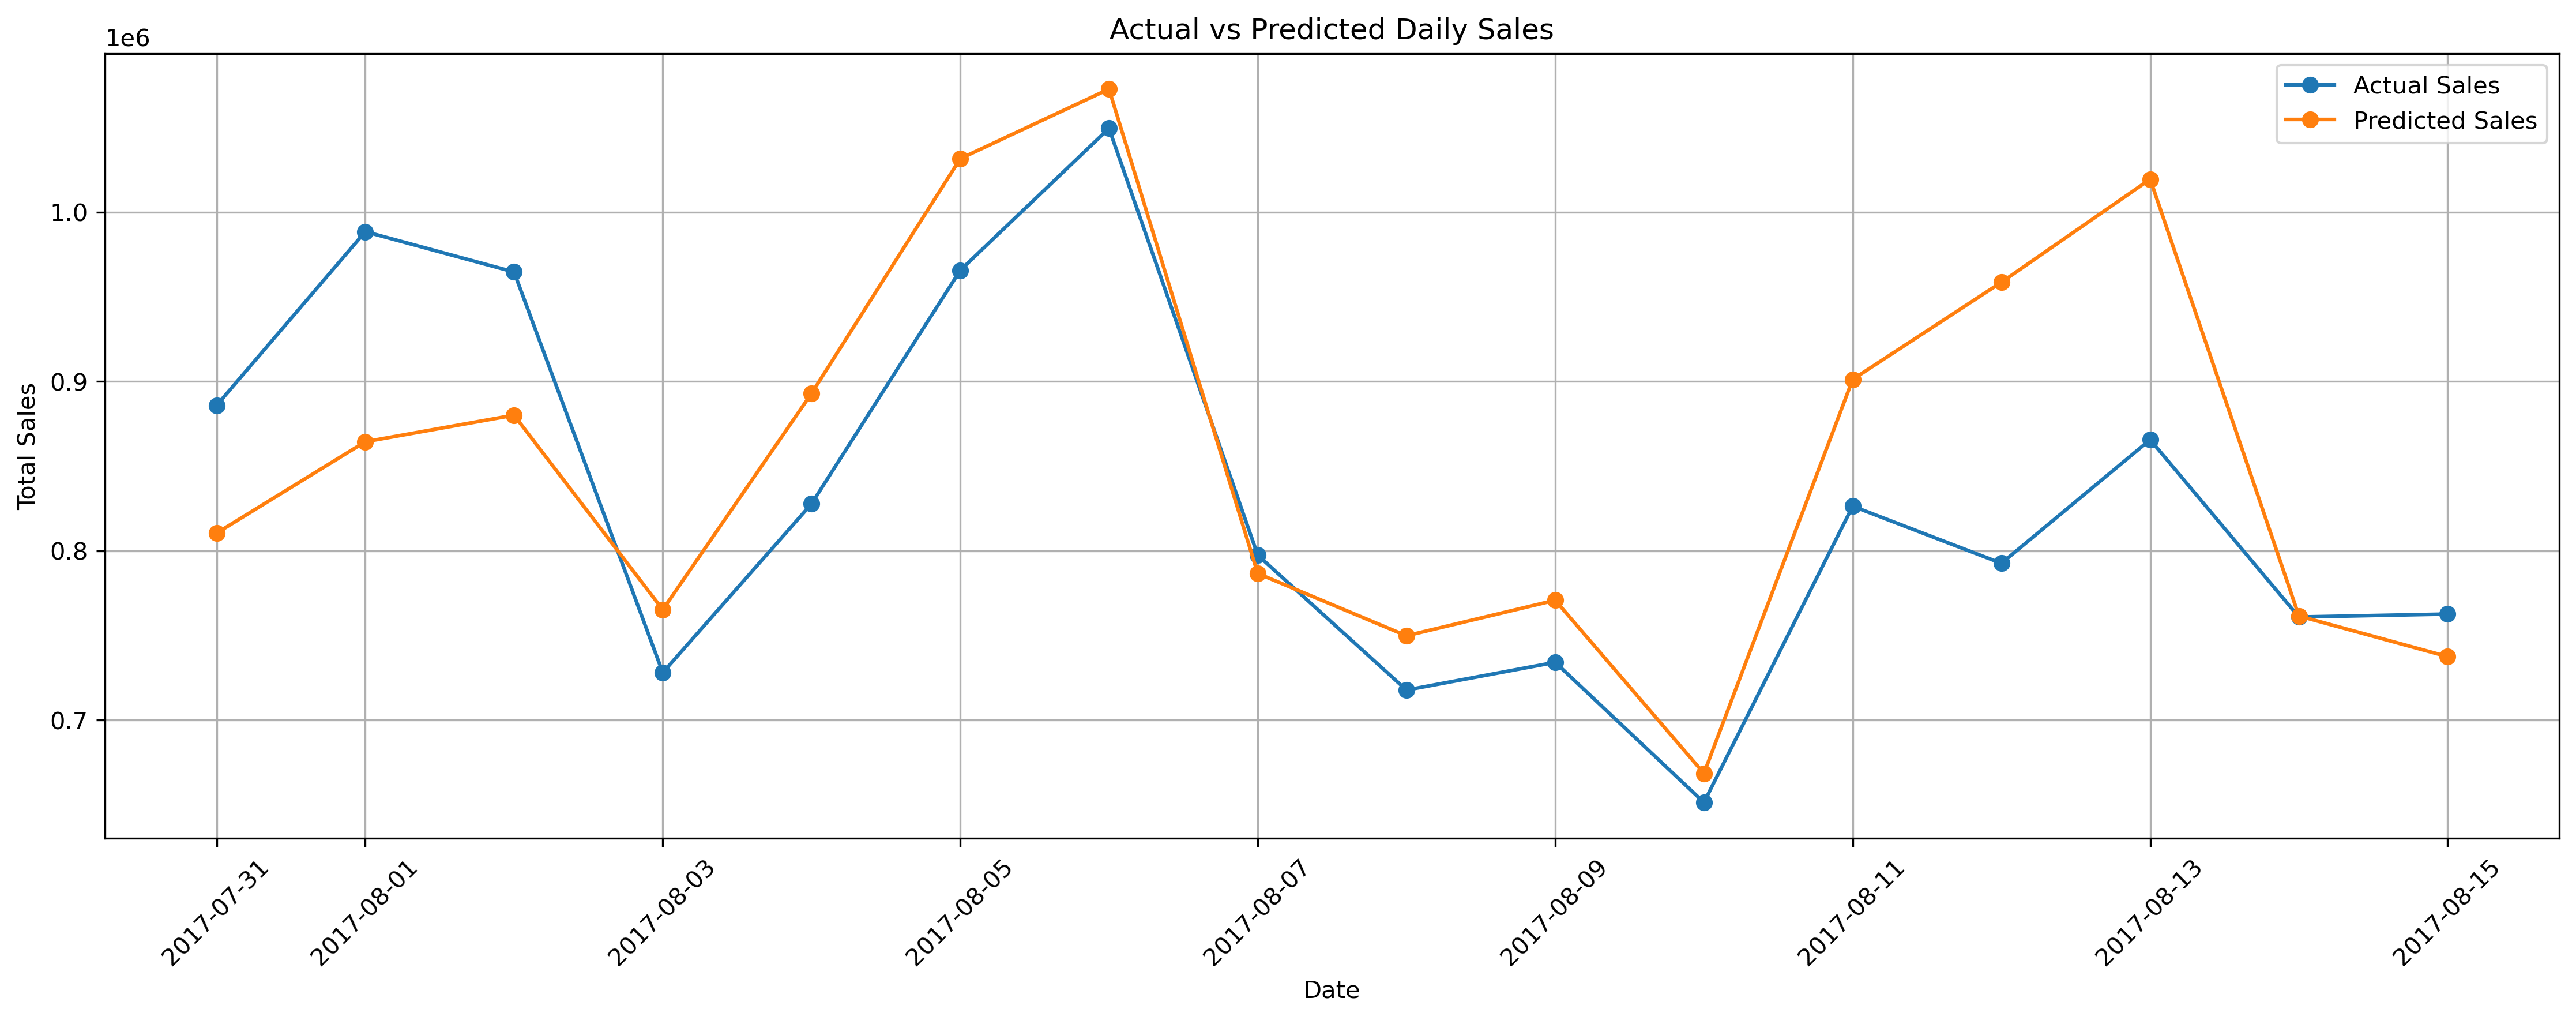 Actual vs Predicted Daily Sales
1e6
Actual Sales
Predicted Sales
1.0
0.9
0.8
0.7
Total Sales
2017-07-31
2017-08-01
2017-08-03
2017-08-05
2017-08-07
2017-08-09
2017-08-11
2017-08-13
2017-08-15
Date